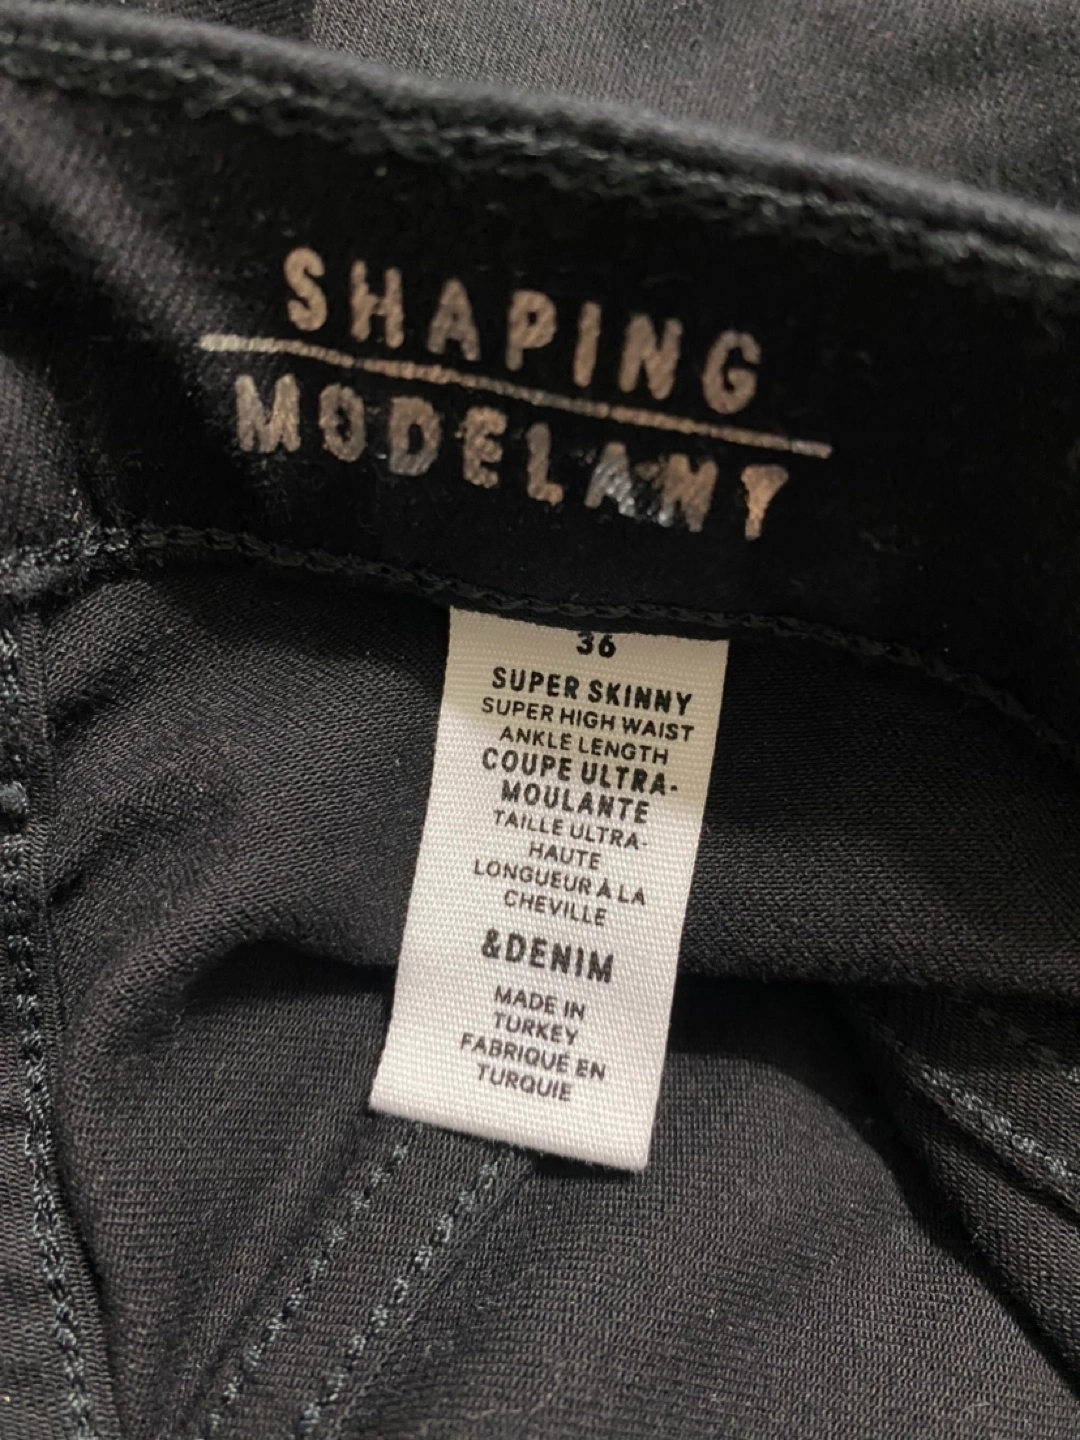 SHAPING
MODELANT
36
SUPER SKINNY
SUPER HIGH WAIST
ANKLE LENGTH
COUPE ULTRA-
MOULANTE
TAILLE ULTRA-
HAUTE
LONGUEUR À LA
CHEVILLE
&DENIM
MADE IN
TURKEY
FABRIQUÉ EN
TURQUIE